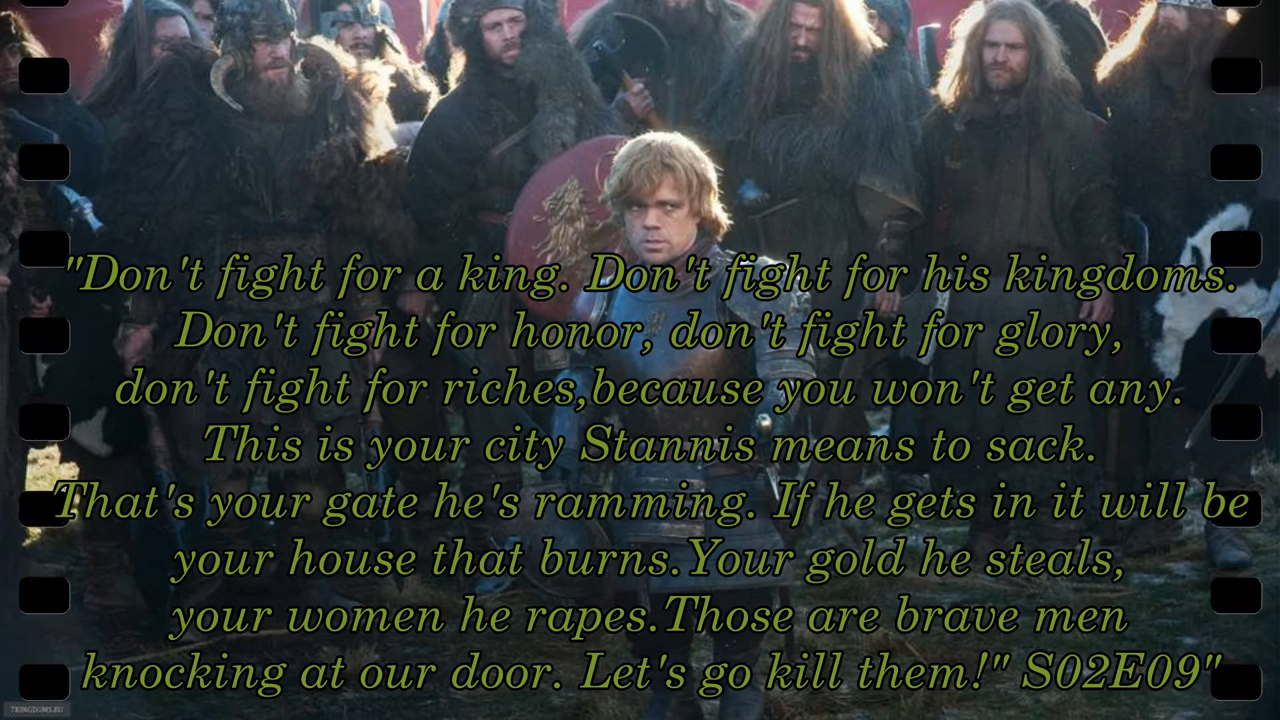 "Don't fight for a king. Don't fight for his kingdoms.
Don't fight for honor, don't fight for glory,
don't fight for riches,because you won't get any.
This is your city Stannis means to sack.
That's your gate he's ramming. If he gets in it will be
your house that burns.Your gold he steals,
your women he rapes.Those are brave men
knocking at our door. Let's go kill them!" S02E09"
7KINGDOMS.EU